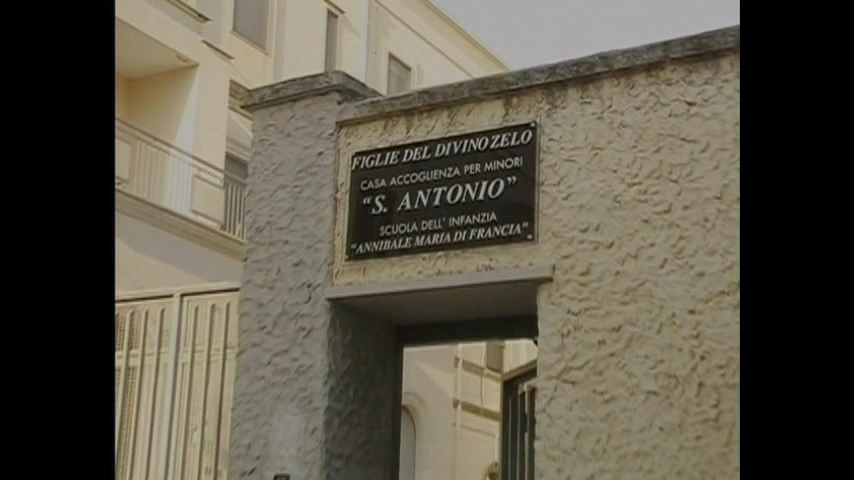 FIGLIE DEL DIVINO ZELO
CASA ACCOGLIENZA PER MINORI
"S. ANTONIO"
SCUOLA DELL' INFANZIA
"ANNIBALE MARIA DI FRANCIA"